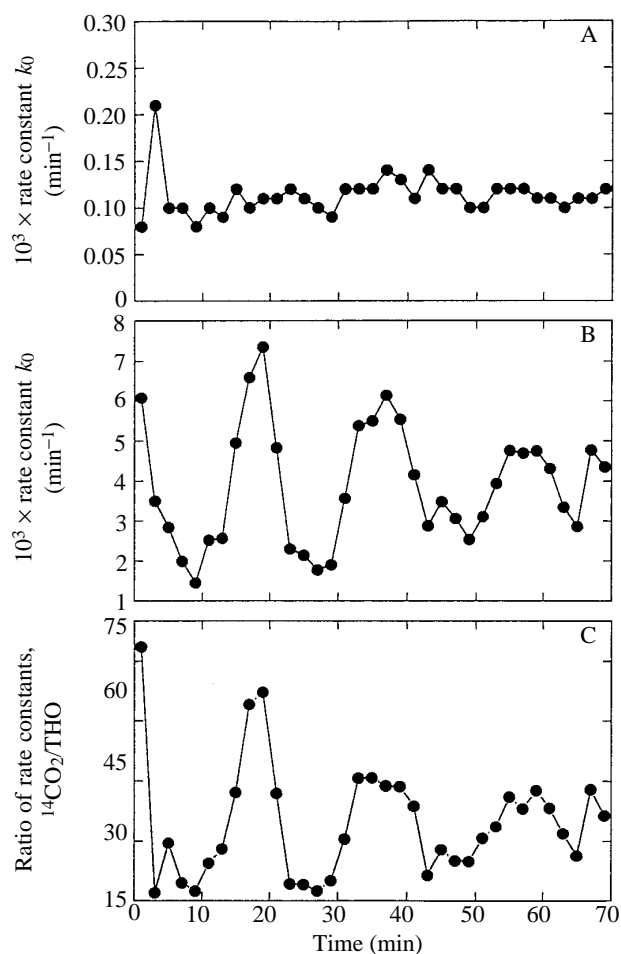 A
0.30
0.25
0.20
0.15
0.10
0.05
0
10³ × rate constant k₀
(min⁻¹)
B
8
7
6
5
4
3
2
1
10³ × rate constant k₀
(min⁻¹)
C
75
60
45
30
15
Ratio of rate constants,
¹⁴CO₂/THO
0 10 20 30 40 50 60 70
Time (min)